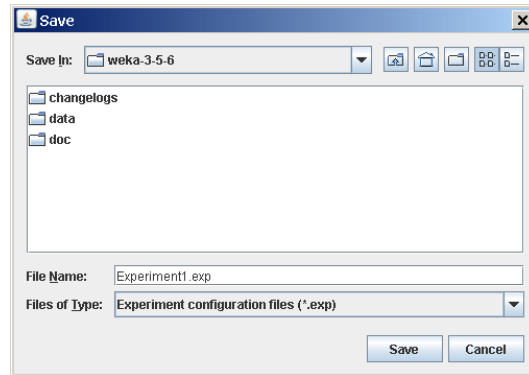 Save
Save In: weka-3-5-6
changelogs
data
doc
File Name: Experiment1.exp
Files of Type: Experiment configuration files (*.exp)
Save Cancel